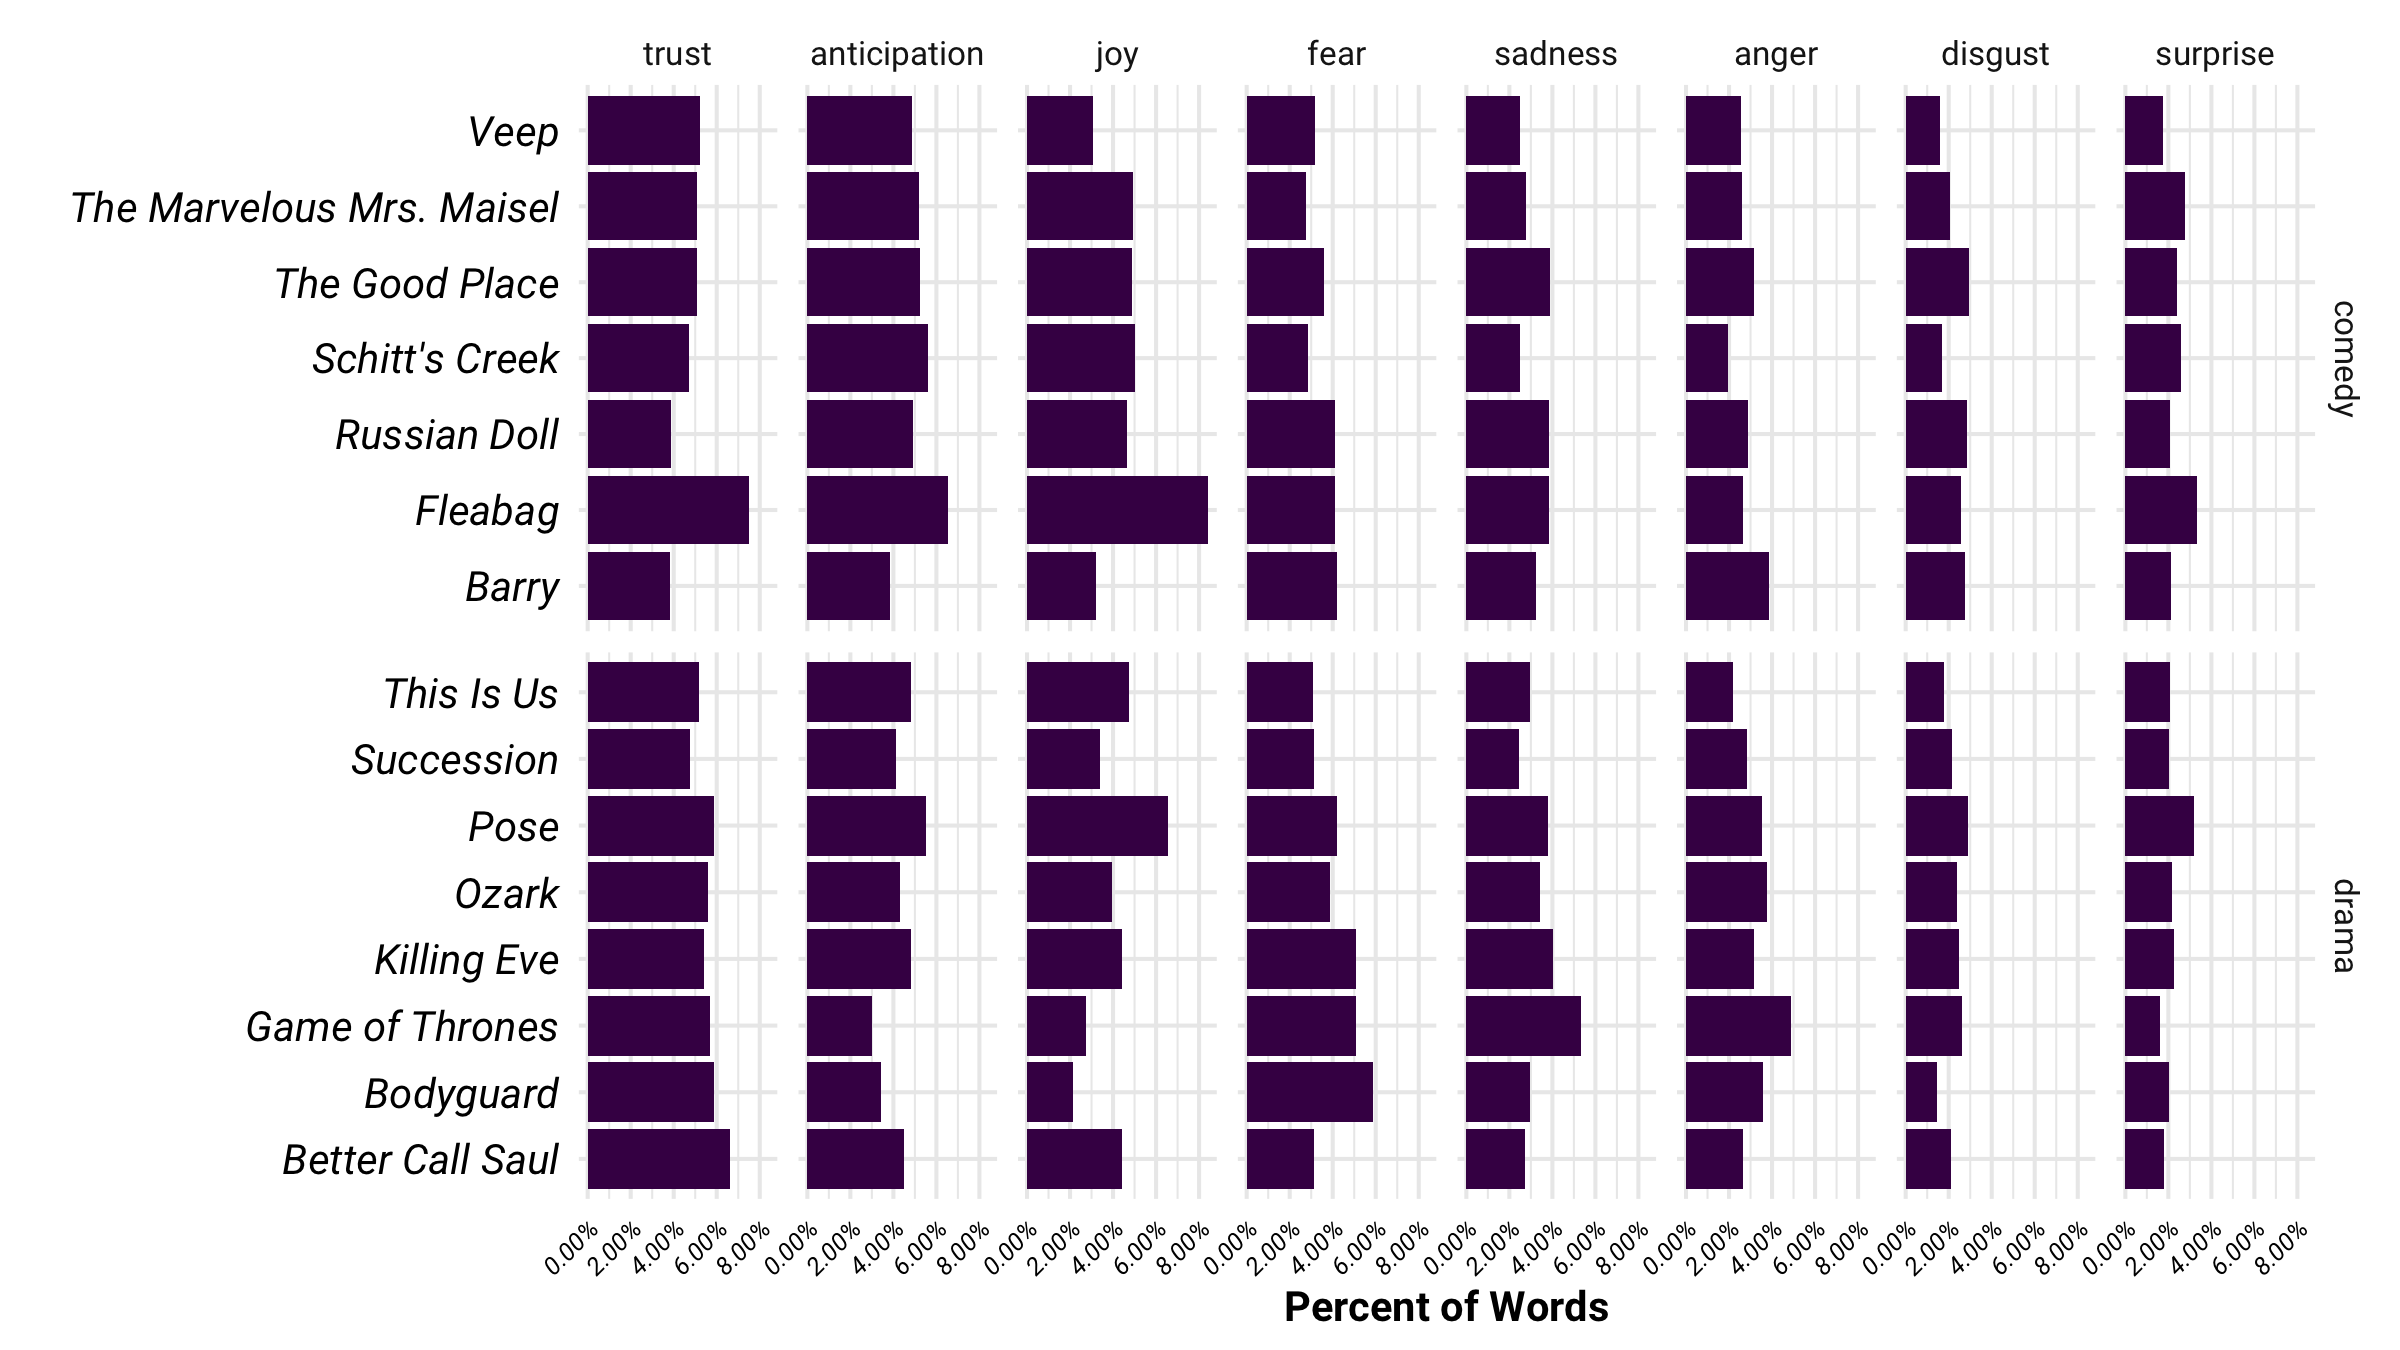 trust anticipation joy fear sadness anger disgust surprise
Veep
The Marvelous Mrs. Maisel
The Good Place
Schitt's Creek
Russian Doll
Fleabag
Barry
comedy
This Is Us
Succession
Pose
Ozark
Killing Eve
Game of Thrones
Bodyguard
Better Call Saul
drama
0.00% 2.00% 4.00% 6.00% 8.00% 0.00% 2.00% 4.00% 6.00% 8.00% 0.00% 2.00% 4.00% 6.00% 8.00% 0.00% 2.00% 4.00% 6.00% 8.00% 0.00% 2.00% 4.00% 6.00% 8.00% 0.00% 2.00% 4.00% 6.00% 8.00% 0.00% 2.00% 4.00% 6.00% 8.00% 0.00% 2.00% 4.00% 6.00% 8.00%
Percent of Words